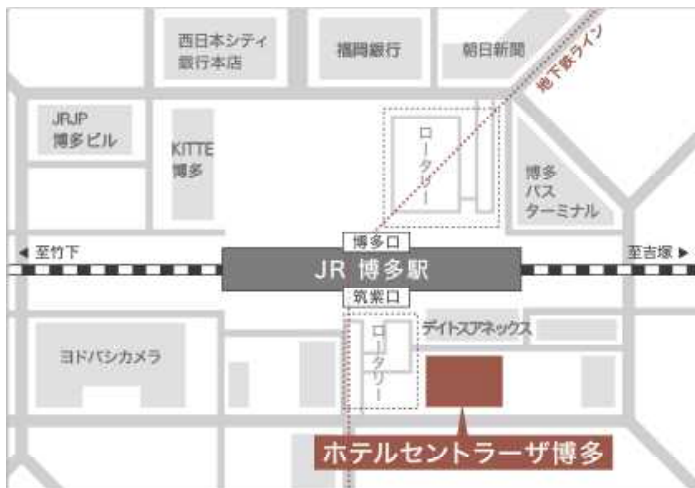 西日本シティ
銀行本店
福岡銀行
朝日新聞
地下鉄ライン
JRJP
博多ビル
KITTE
博多
ロータリー
博多
バス
ターミナル
博多口
◀ 至竹下
JR 博多駅
至吉塚 ▶
筑紫口
ヨドバシカメラ
ロータリー
デイトスアネックス
ホテルセントラーザ博多